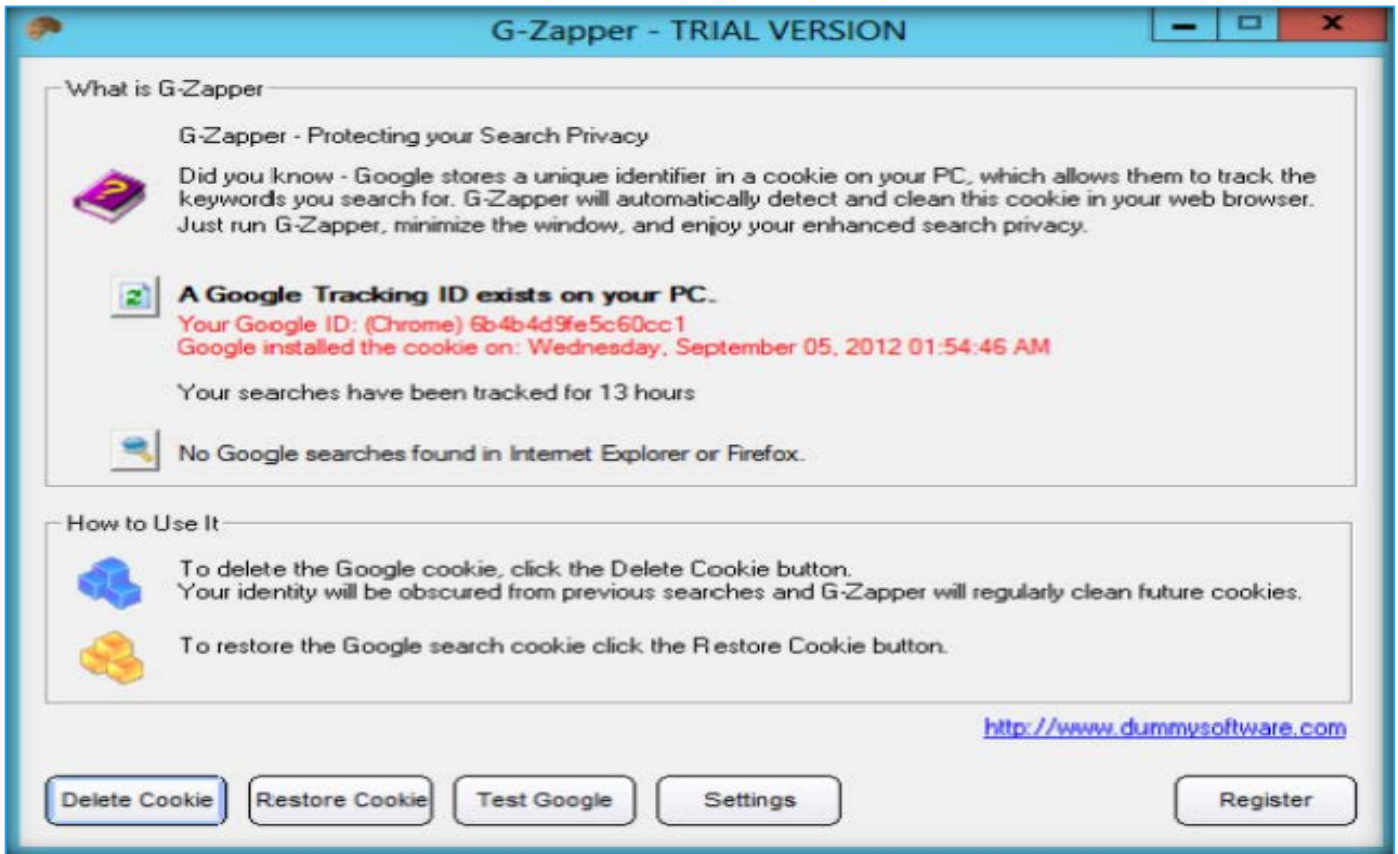 G-Zapper - TRIAL VERSION
What is G-Zapper
G-Zapper - Protecting your Search Privacy
Did you know - Google stores a unique identifier in a cookie on your PC, which allows them to track the
keywords you search for. G-Zapper will automatically detect and clean this cookie in your web browser.
Just run G-Zapper, minimize the window, and enjoy your enhanced search privacy.
A Google Tracking ID exists on your PC.
Your Google ID: (Chrome) 6b4b4d9fe5c60cc1
Google installed the cookie on: Wednesday, September 05, 2012 01:54:46 AM
Your searches have been tracked for 13 hours
No Google searches found in Internet Explorer or Firefox.
How to Use It
To delete the Google cookie, click the Delete Cookie button.
Your identity will be obscured from previous searches and G-Zapper will regularly clean future cookies.
To restore the Google search cookie click the Restore Cookie button.
http://www.dummysoftware.com
Delete Cookie Restore Cookie Test Google Settings Register